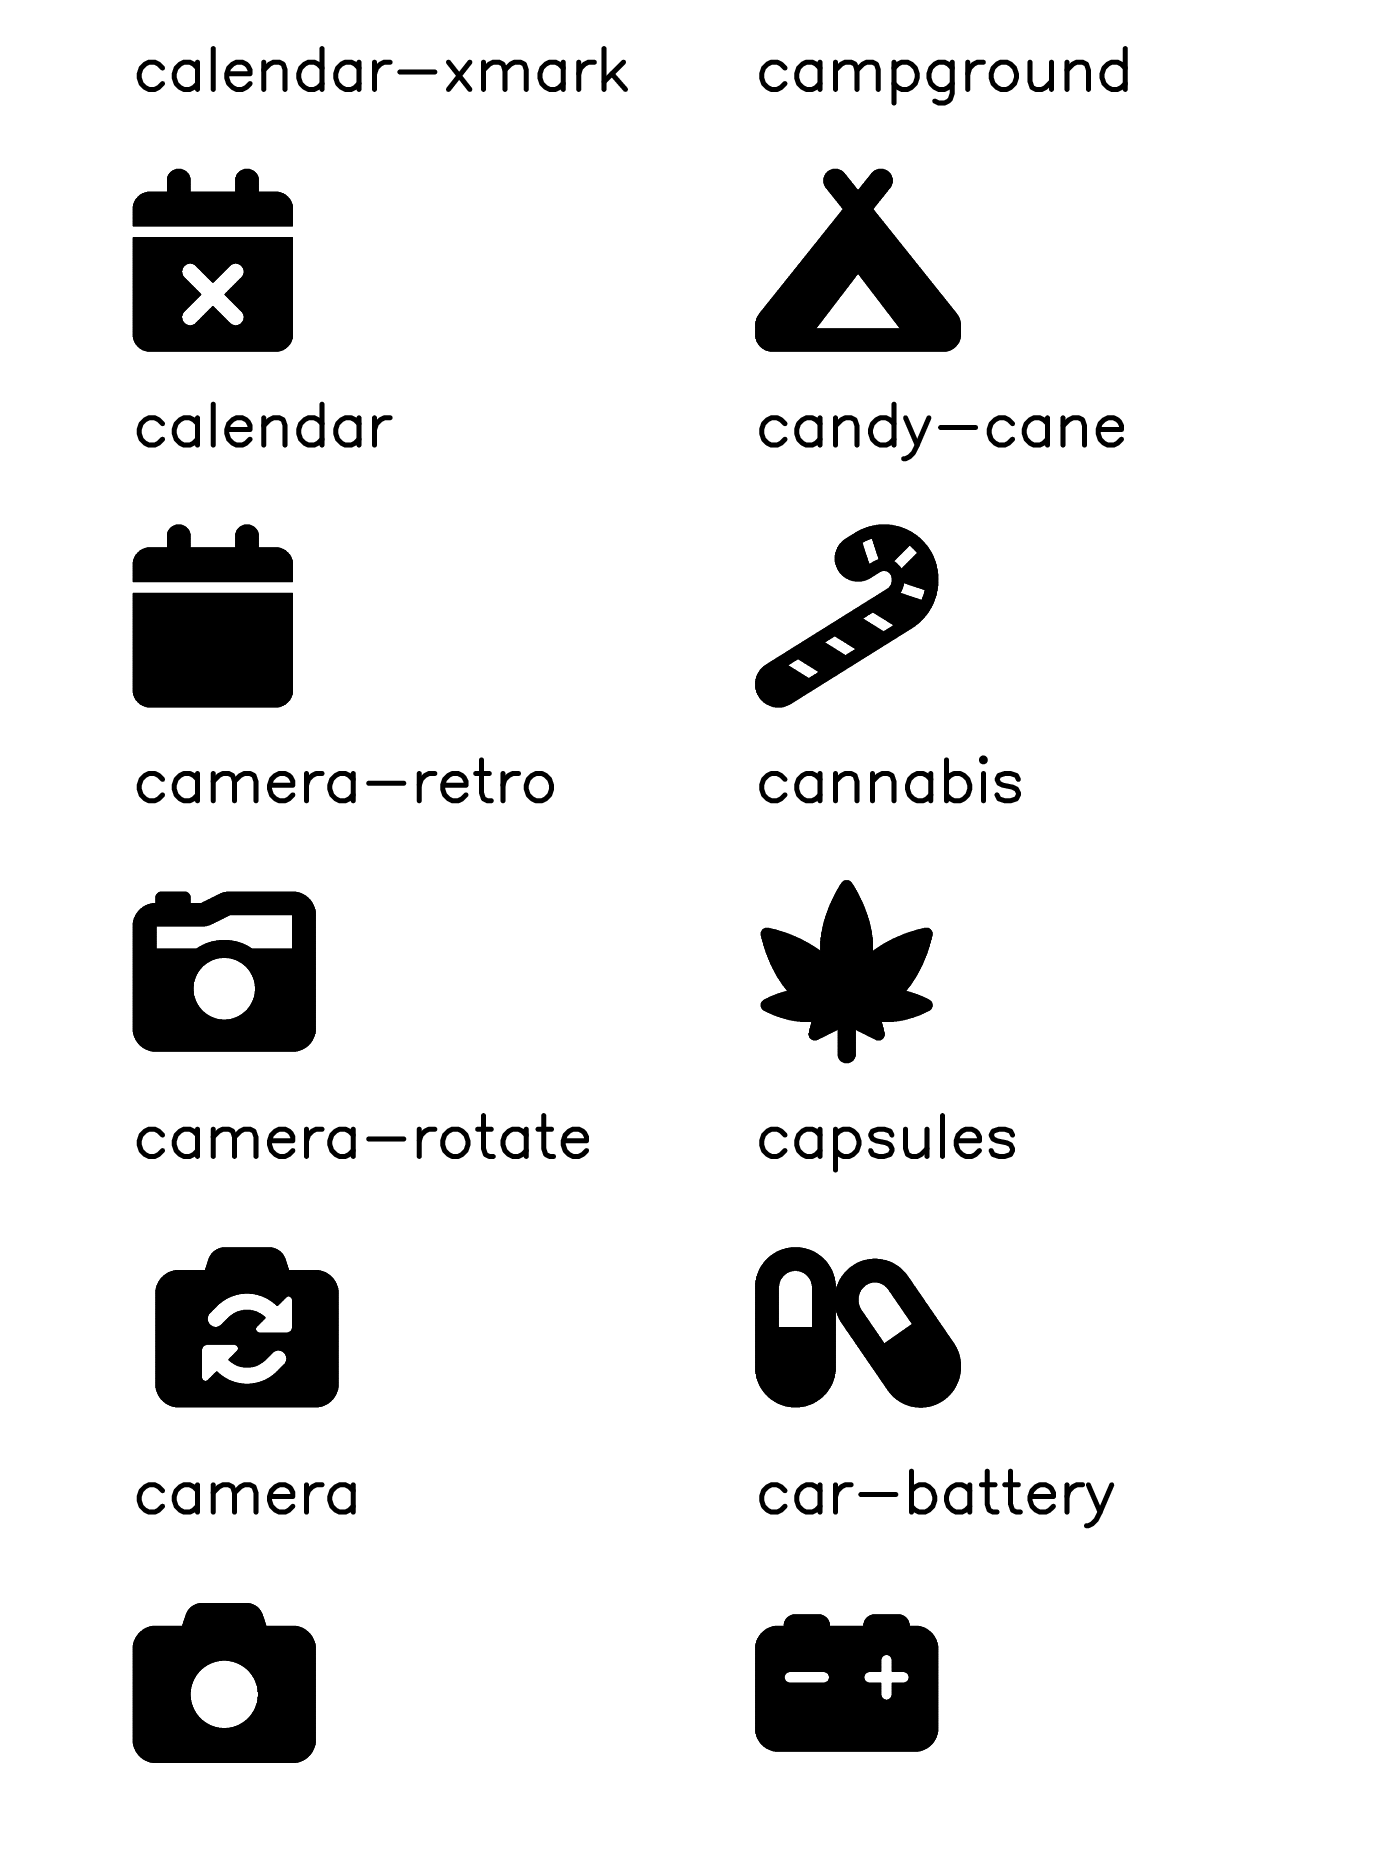 calendar-xmark
campground
calendar
candy-cane
camera-retro
cannabis
camera-rotate
capsules
camera
car-battery